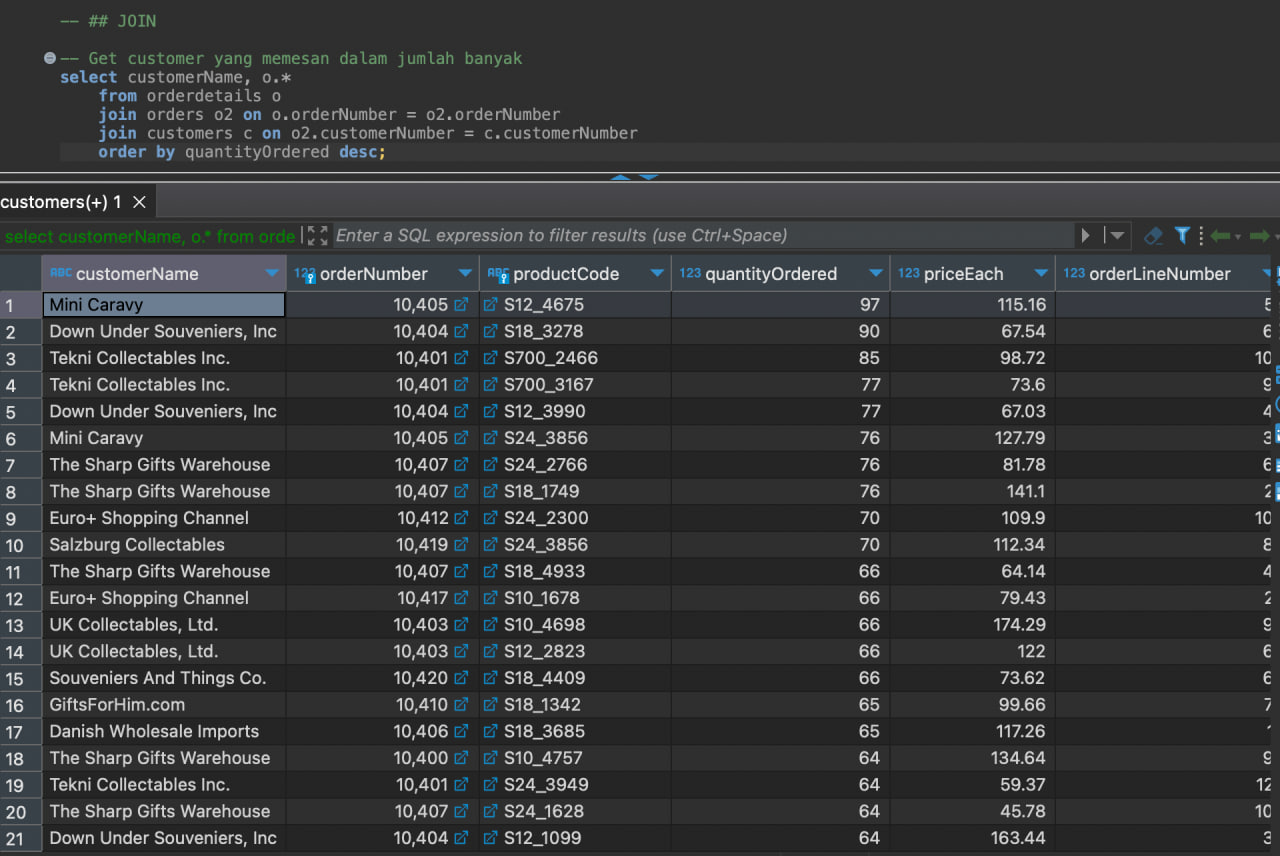 -- ## JOIN
-- Get customer yang memesan dalam jumlah banyak
select customerName, o.*
from orderdetails o
join orders o2 on o.orderNumber = o2.orderNumber
join customers c on o2.customerNumber = c.customerNumber
order by quantityOrdered desc;
customers(+) 1
select customerName, o.* from orde Enter a SQL expression to filter results (use Ctrl+Space)
ABC customerName 123 orderNumber ABC productCode 123 quantityOrdered 123 priceEach 123 orderLineNumber
1 Mini Caravy 10,405 S12_4675 97 115.16 5
2 Down Under Souveniers, Inc 10,404 S18_3278 90 67.54 6
3 Tekni Collectables Inc. 10,401 S700_2466 85 98.72 10
4 Tekni Collectables Inc. 10,401 S700_3167 77 73.6 9
5 Down Under Souveniers, Inc 10,404 S12_3990 77 67.03 4
6 Mini Caravy 10,405 S24_3856 76 127.79 3
7 The Sharp Gifts Warehouse 10,407 S24_2766 76 81.78 6
8 The Sharp Gifts Warehouse 10,407 S18_1749 76 141.1 2
9 Euro+ Shopping Channel 10,412 S24_2300 70 109.9 10
10 Salzburg Collectables 10,419 S24_3856 70 112.34 8
11 The Sharp Gifts Warehouse 10,407 S18_4933 66 64.14 4
12 Euro+ Shopping Channel 10,417 S10_1678 66 79.43 2
13 UK Collectables, Ltd. 10,403 S10_4698 66 174.29 9
14 UK Collectables, Ltd. 10,403 S12_2823 66 122 6
15 Souveniers And Things Co. 10,420 S18_4409 66 73.62 6
16 GiftsForHim.com 10,410 S18_1342 65 99.66 7
17 Danish Wholesale Imports 10,406 S18_3685 65 117.26 1
18 The Sharp Gifts Warehouse 10,400 S10_4757 64 134.64 9
19 Tekni Collectables Inc. 10,401 S24_3949 64 59.37 12
20 The Sharp Gifts Warehouse 10,407 S24_1628 64 45.78 10
21 Down Under Souveniers, Inc 10,404 S12_1099 64 163.44 3